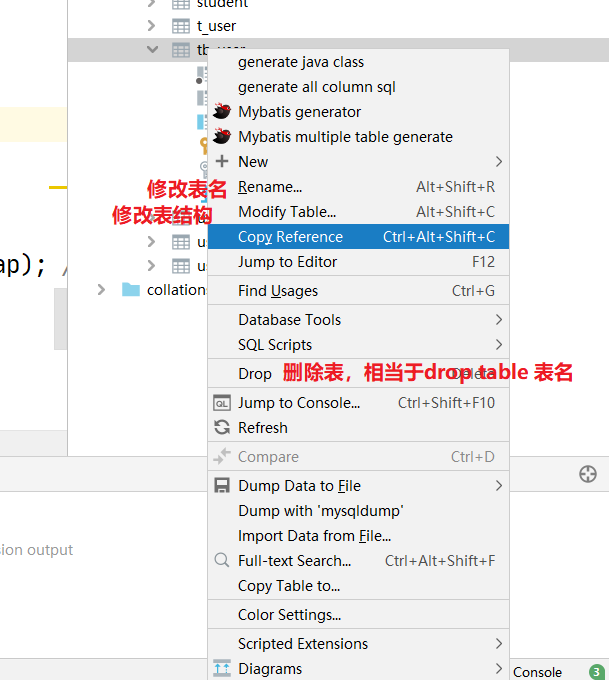 student
t_user
tb_user
generate java class
generate all column sql
Mybatis generator
Mybatis multiple table generate
New
修改表名
Rename... Alt+Shift+R
修改表结构
Modify Table... Alt+Shift+C
Copy Reference Ctrl+Alt+Shift+C
ap); /
Jump to Editor F12
collations
Find Usages Ctrl+G
Database Tools
SQL Scripts
Drop Delete
删除表，相当于drop table 表名
Jump to Console... Ctrl+Shift+F10
Refresh
Compare Ctrl+D
Dump Data to File
Dump with 'mysqldump'
Import Data from File...
sion output
Full-text Search... Ctrl+Alt+Shift+F
Copy Table to...
Color Settings...
Scripted Extensions
Diagrams
Console 3